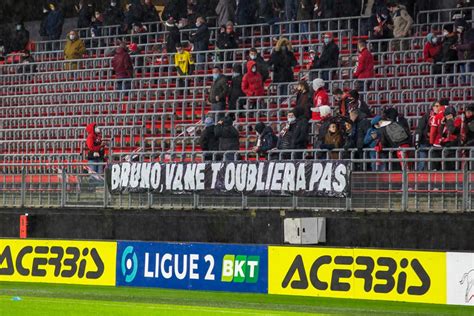 BRUNO, VANE T'OUBLIERA PAS
ACERBIS
LIGUE 2 BKT
ACERBIS